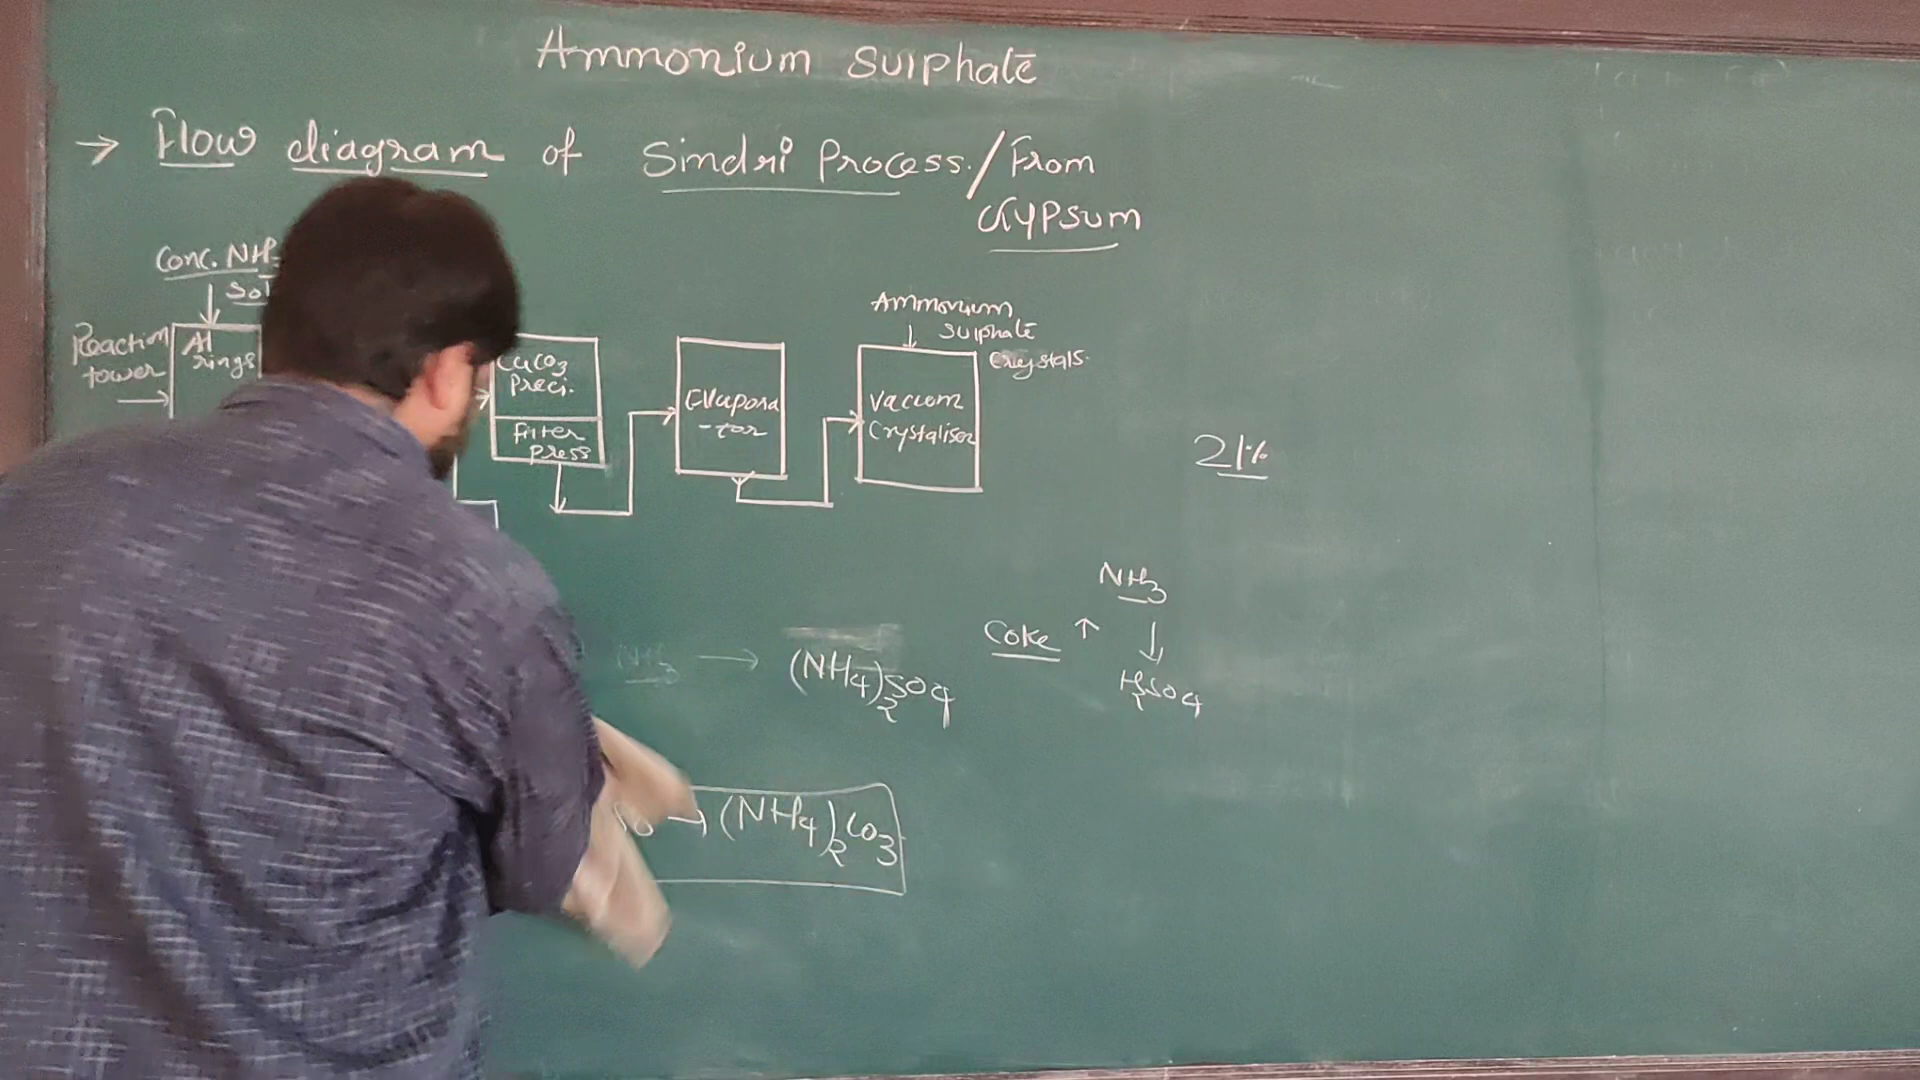 Ammonium Sulphate
→ Flow diagram of Sindri Process. / From
Gypsum
Conc. NH
Sol
Reaction
tower
Al
rings
CaCO3
Preci.
Filter
press
Evapora
-tor
Ammonium
Sulphate
Crystals.
Vaccum
Crystaliser
21%
NH3
Coke ↑ ↓
H2SO4
NH3 → (NH4)2SO4
→ (NH4)2CO3